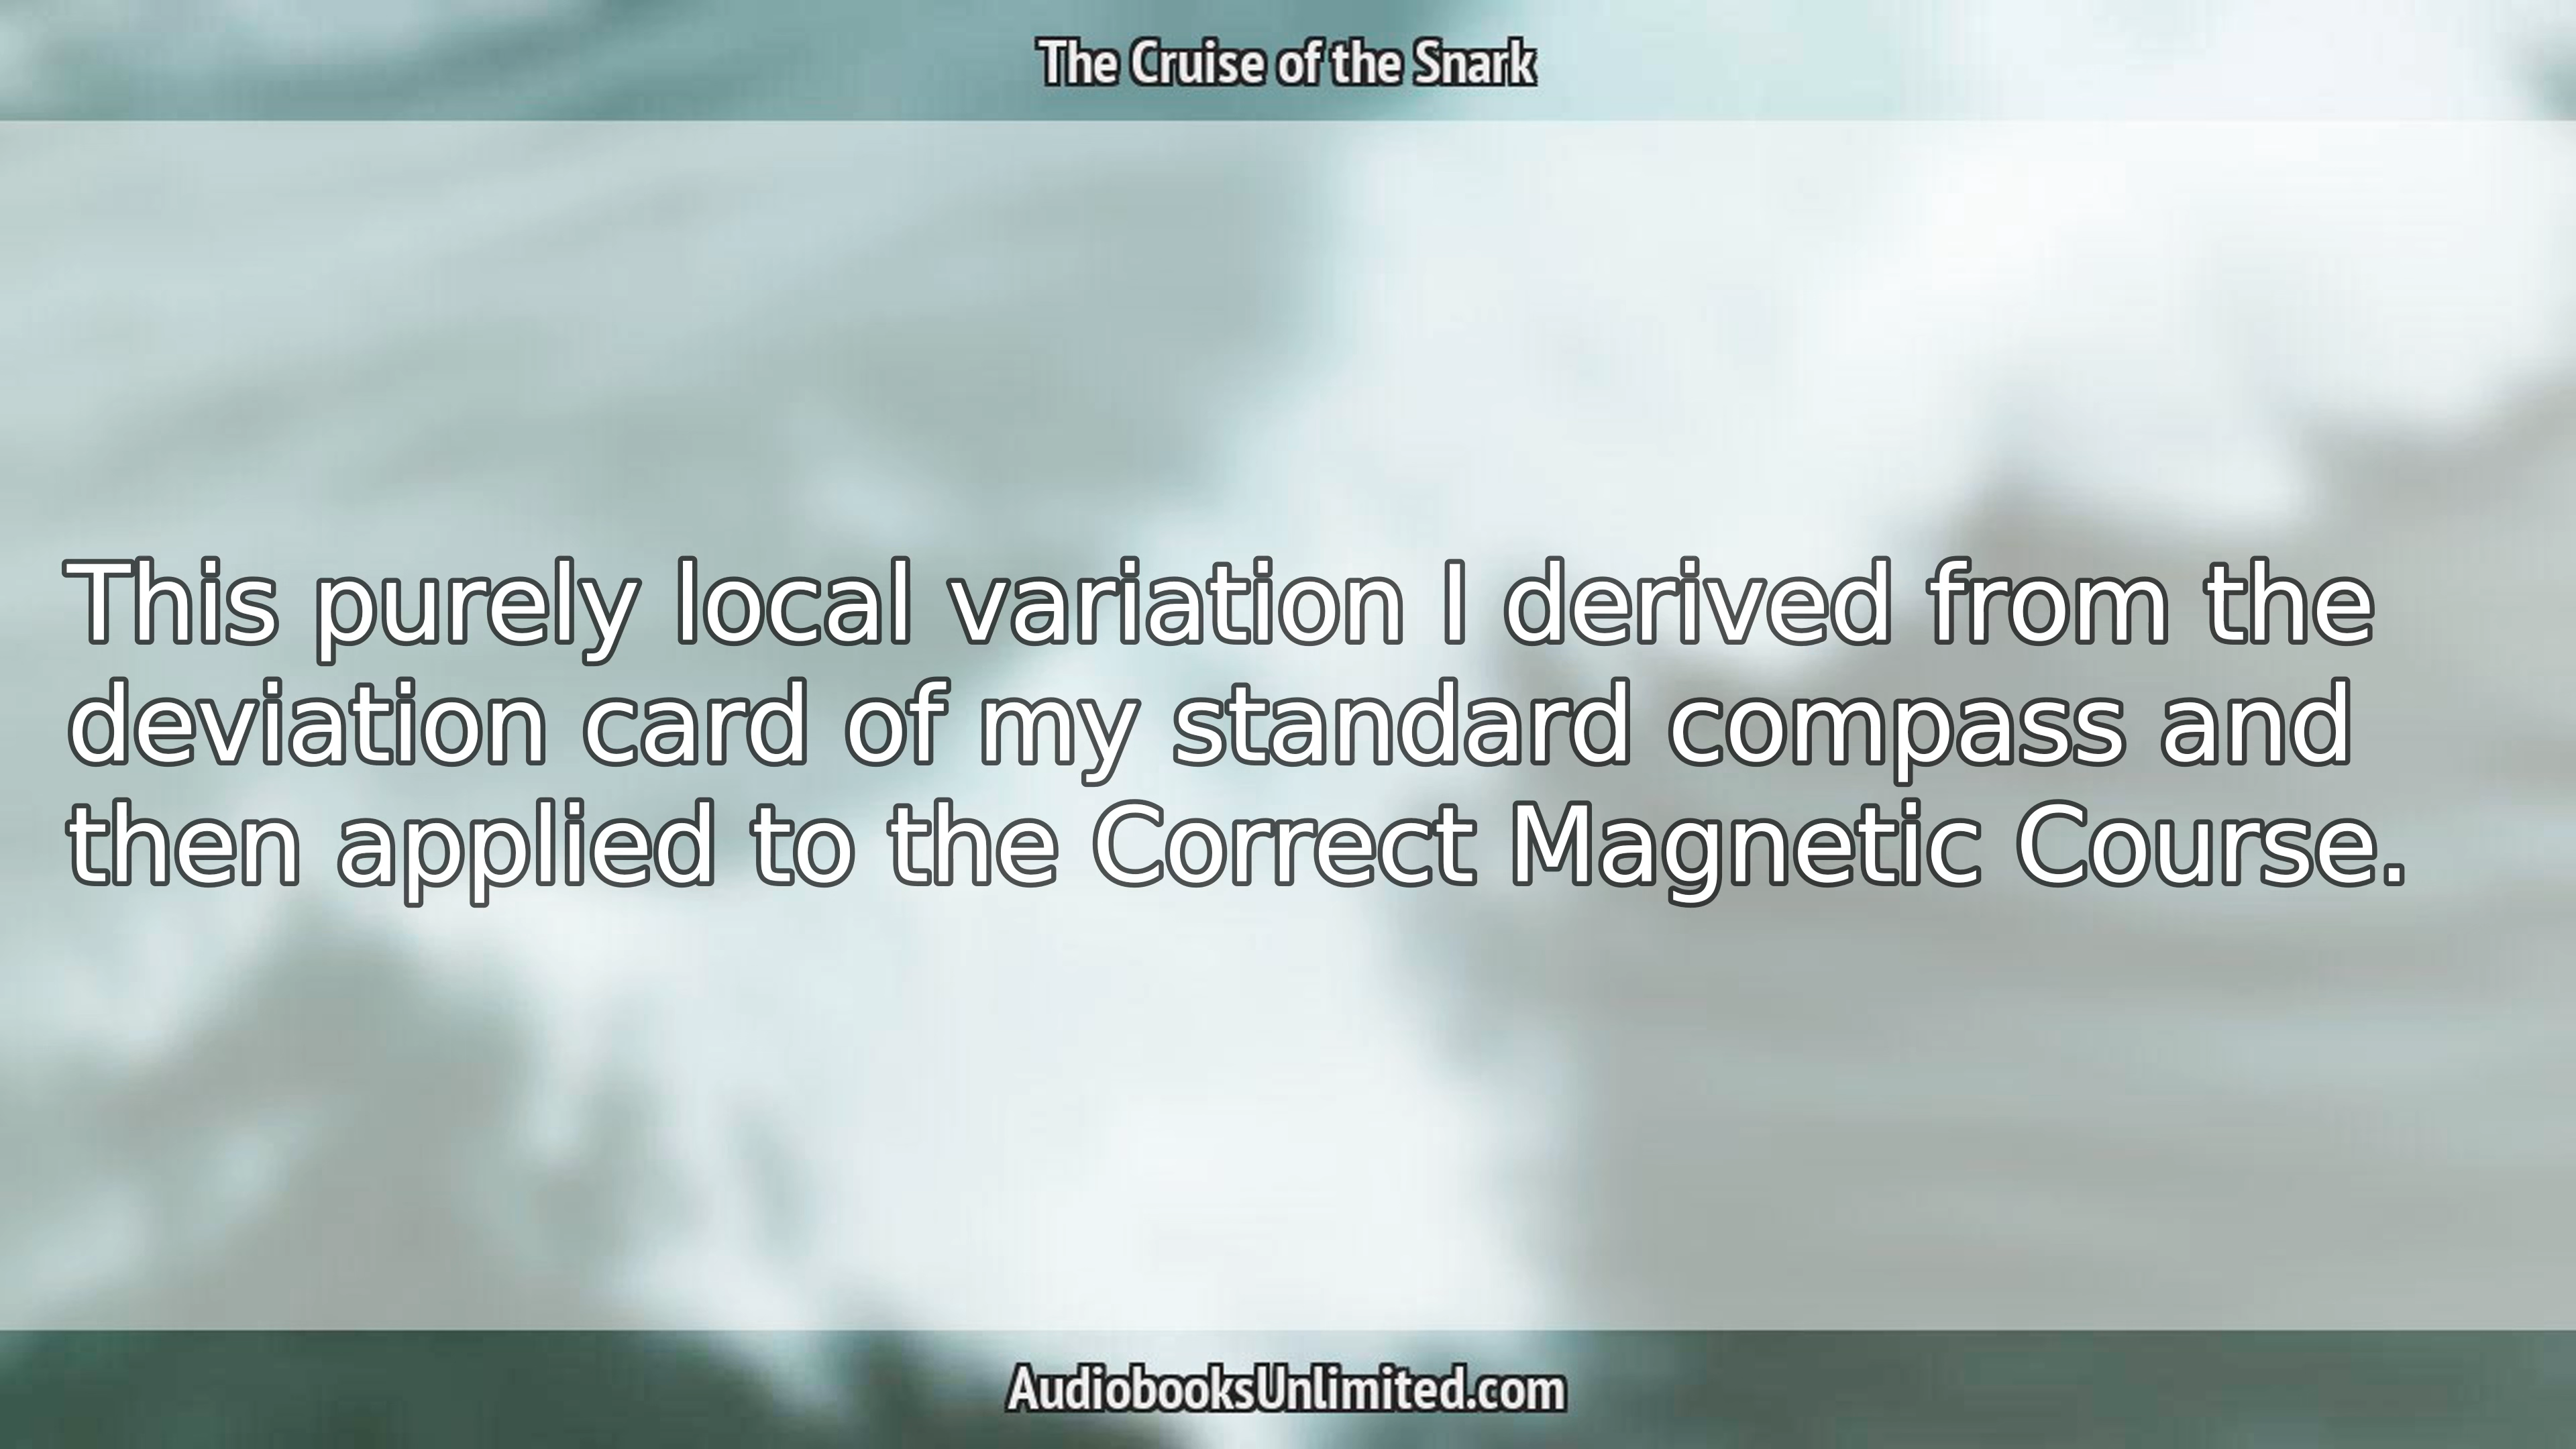 The Cruise of the Snark
This purely local variation I derived from the
deviation card of my standard compass and
then applied to the Correct Magnetic Course.
AudiobooksUnlimited.com